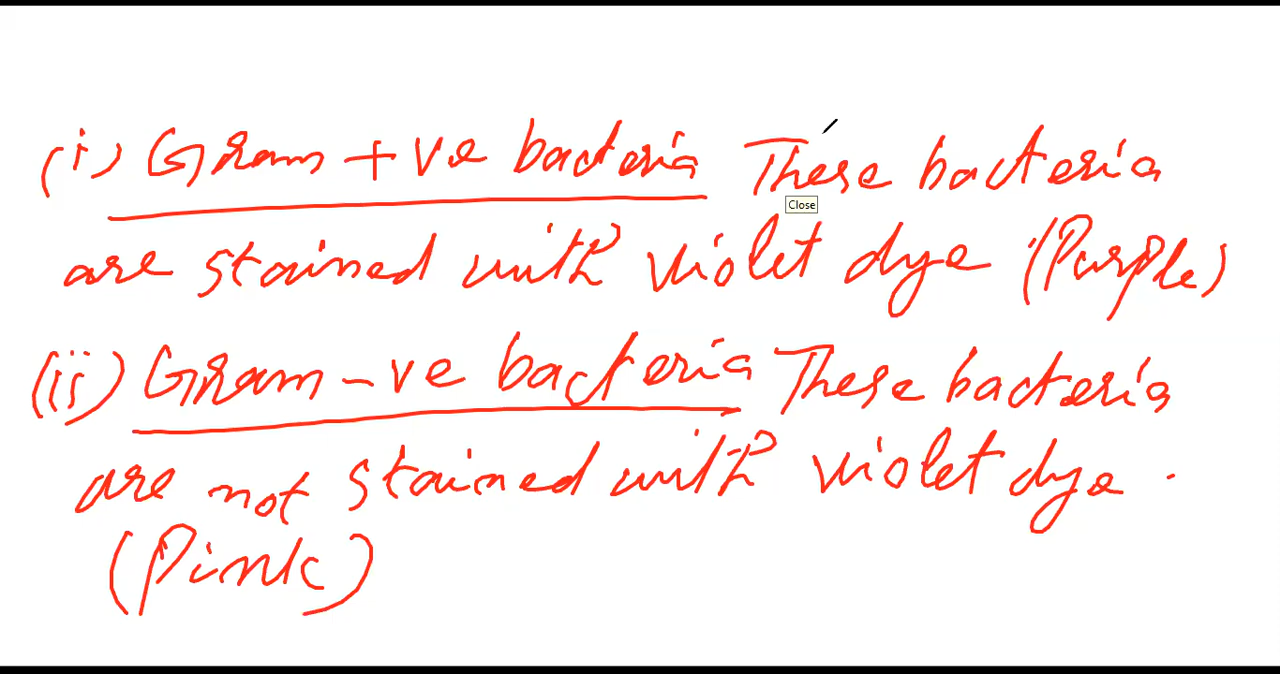 (i) Gram +ve bacteria These bacteria
Close
are stained with violet dye (Purple)
(ii) Gram -ve bacteria These bacteria
are not stained with violet dye.
(Pink)